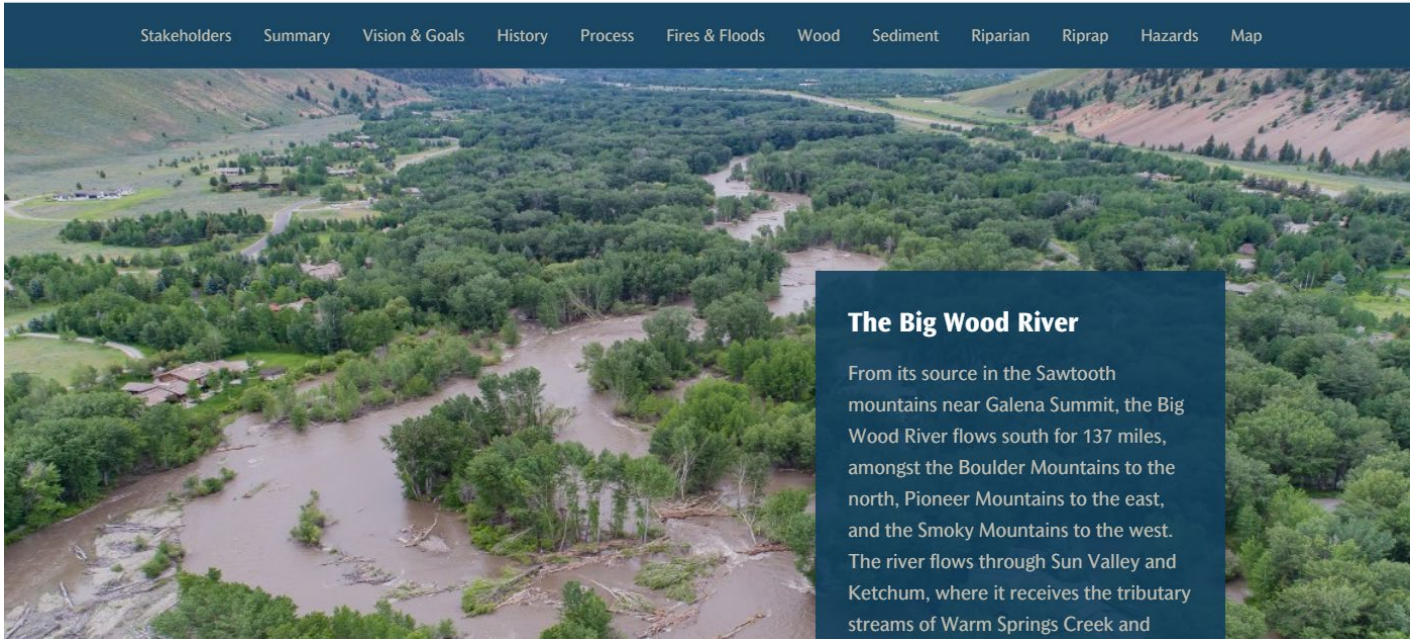 Stakeholders Summary Vision & Goals History Process Fires & Floods Wood Sediment Riparian Riprap Hazards Map
The Big Wood River
From its source in the Sawtooth
mountains near Galena Summit, the Big
Wood River flows south for 137 miles,
amongst the Boulder Mountains to the
north, Pioneer Mountains to the east,
and the Smoky Mountains to the west.
The river flows through Sun Valley and
Ketchum, where it receives the tributary
streams of Warm Springs Creek and